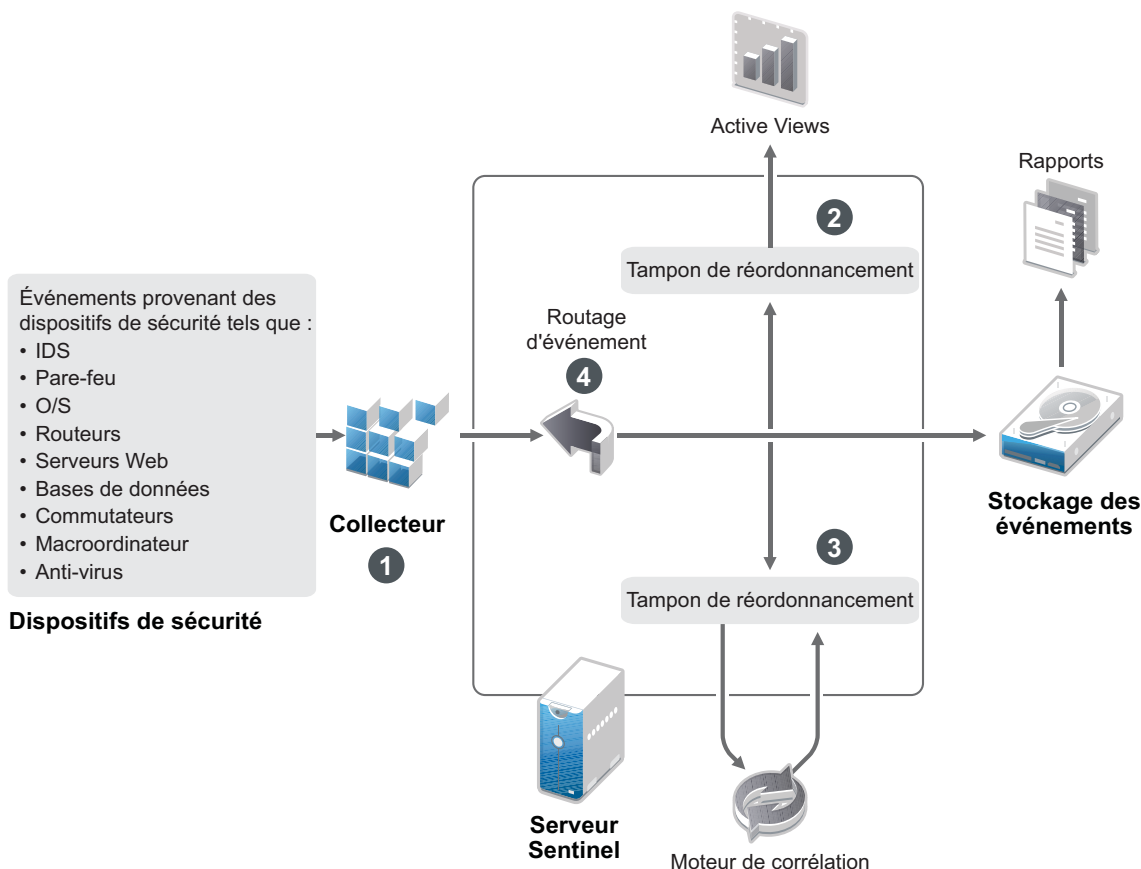 Active Views
Rapports
2
Tampon de réordonnancement
Événements provenant des
dispositifs de sécurité tels que :
• IDS
• Pare-feu
• O/S
• Routeurs
• Serveurs Web
• Bases de données
• Commutateurs
• Macroordinateur
• Anti-virus
Dispositifs de sécurité
Routage
d'événement
4
Collecteur
1
Stockage des
événements
3
Tampon de réordonnancement
Serveur
Sentinel
Moteur de corrélation